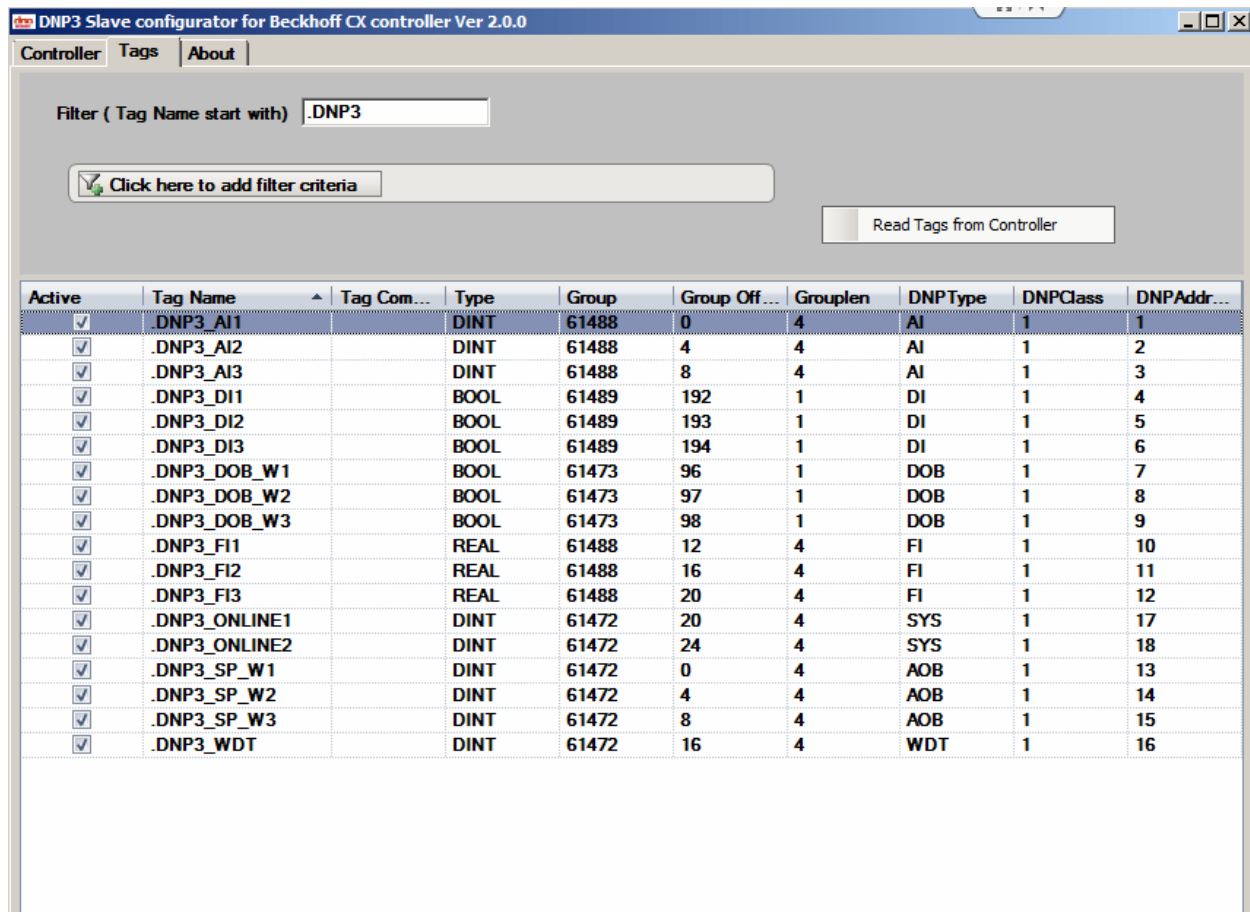 dnp DNP3 Slave configurator for Beckhoff CX controller Ver 2.0.0
Controller Tags About
Filter ( Tag Name start with) .DNP3
Click here to add filter criteria
Read Tags from Controller
Active Tag Name Tag Com... Type Group Group Off... Grouplen DNPType DNPClass DNPAddr...
.DNP3_AI1 DINT 61488 0 4 AI 1 1
.DNP3_AI2 DINT 61488 4 4 AI 1 2
.DNP3_AI3 DINT 61488 8 4 AI 1 3
.DNP3_DI1 BOOL 61489 192 1 DI 1 4
.DNP3_DI2 BOOL 61489 193 1 DI 1 5
.DNP3_DI3 BOOL 61489 194 1 DI 1 6
.DNP3_DOB_W1 BOOL 61473 96 1 DOB 1 7
.DNP3_DOB_W2 BOOL 61473 97 1 DOB 1 8
.DNP3_DOB_W3 BOOL 61473 98 1 DOB 1 9
.DNP3_FI1 REAL 61488 12 4 FI 1 10
.DNP3_FI2 REAL 61488 16 4 FI 1 11
.DNP3_FI3 REAL 61488 20 4 FI 1 12
.DNP3_ONLINE1 DINT 61472 20 4 SYS 1 17
.DNP3_ONLINE2 DINT 61472 24 4 SYS 1 18
.DNP3_SP_W1 DINT 61472 0 4 AOB 1 13
.DNP3_SP_W2 DINT 61472 4 4 AOB 1 14
.DNP3_SP_W3 DINT 61472 8 4 AOB 1 15
.DNP3_WDT DINT 61472 16 4 WDT 1 16